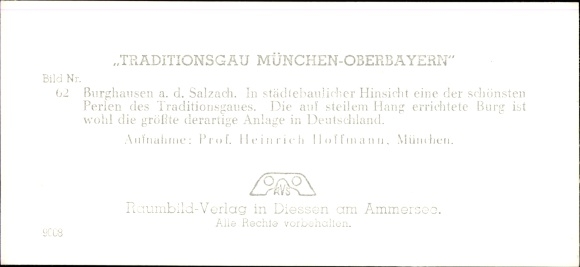 „TRADITIONSGAU MÜNCHEN-OBERBAYERN"
Bild Nr.
62 Burghausen a. d. Salzach. In städtebaulicher Hinsicht eine der schönsten
Perlen des Traditionsgaues. Die auf steilem Hang errichtete Burg ist
wohl die größte derartige Anlage in Deutschland.
Aufnahme: Prof. Heinrich Hoffmann, München.
AVS
Raumbild-Verlag in Diessen am Ammersee.
Alle Rechte vorbehalten.
9008